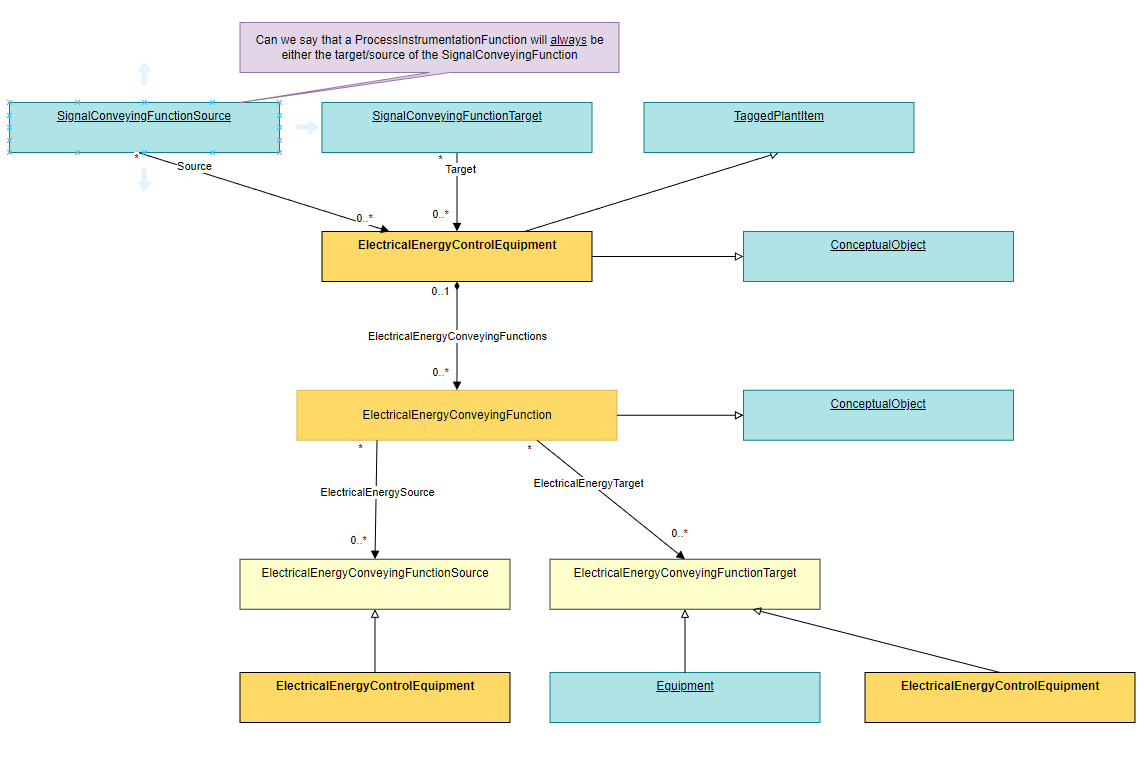 Can we say that a ProcessInstrumentationFunction will always be
either the target/source of the SignalConveyingFunction
SignalConveyingFunctionSource
SignalConveyingFunctionTarget
TaggedPlantItem
*
*
Source
Target
0..*
0..*
ElectricalEnergyControlEquipment
ConceptualObject
0..1
ElectricalEnergyConveyingFunctions
0..*
ElectricalEnergyConveyingFunction
ConceptualObject
*
*
ElectricalEnergySource
ElectricalEnergyTarget
0..*
0..*
ElectricalEnergyConveyingFunctionSource
ElectricalEnergyConveyingFunctionTarget
ElectricalEnergyControlEquipment
Equipment
ElectricalEnergyControlEquipment